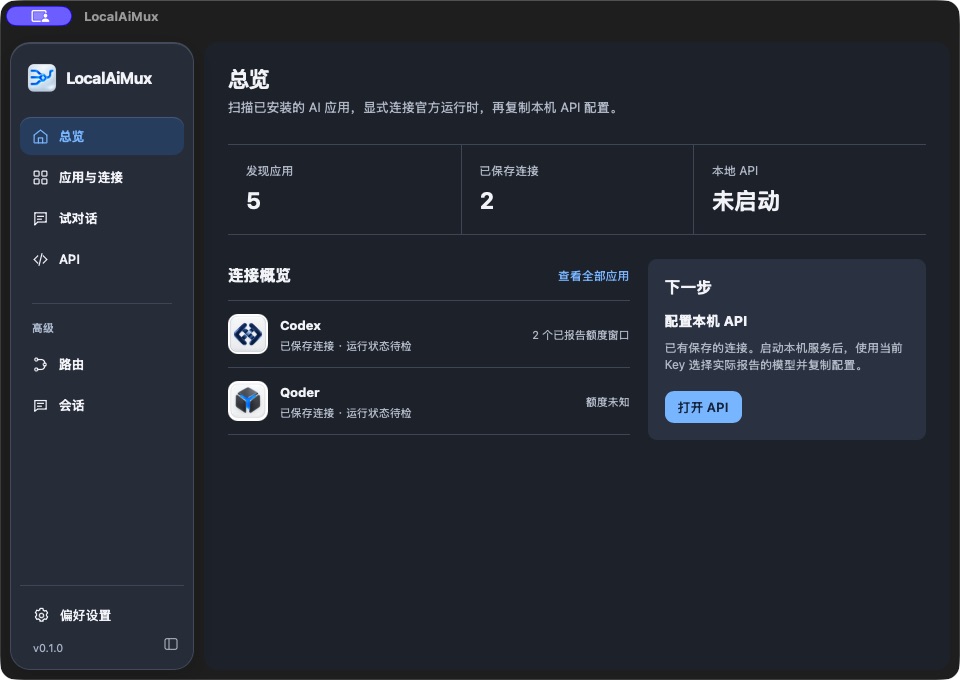 LocalAiMux
LocalAiMux
总览
应用与连接
试对话
API
高级
路由
会话
偏好设置
v0.1.0
总览
扫描已安装的 AI 应用，显式连接官方运行时，再复制本机 API 配置。
发现应用
5
已保存连接
2
本地 API
未启动
连接概览
查看全部应用
Codex
已保存连接 · 运行状态待检
2 个已报告额度窗口
Qoder
已保存连接 · 运行状态待检
额度未知
下一步
配置本机 API
已有保存的连接。启动本机服务后，使用当前
Key 选择实际报告的模型并复制配置。
打开 API